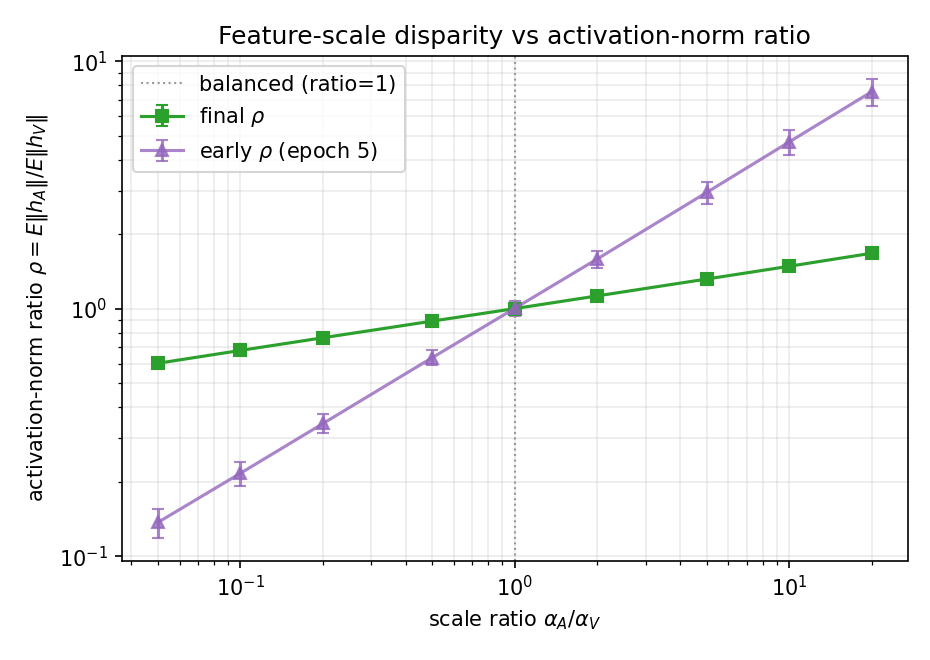 Feature-scale disparity vs activation-norm ratio
balanced (ratio=1)
final ρ
early ρ (epoch 5)
activation-norm ratio ρ = E‖h_A‖/E‖h_V‖
10¹
10⁰
10⁻¹
10⁻¹ 10⁰ 10¹
scale ratio α_A/α_V